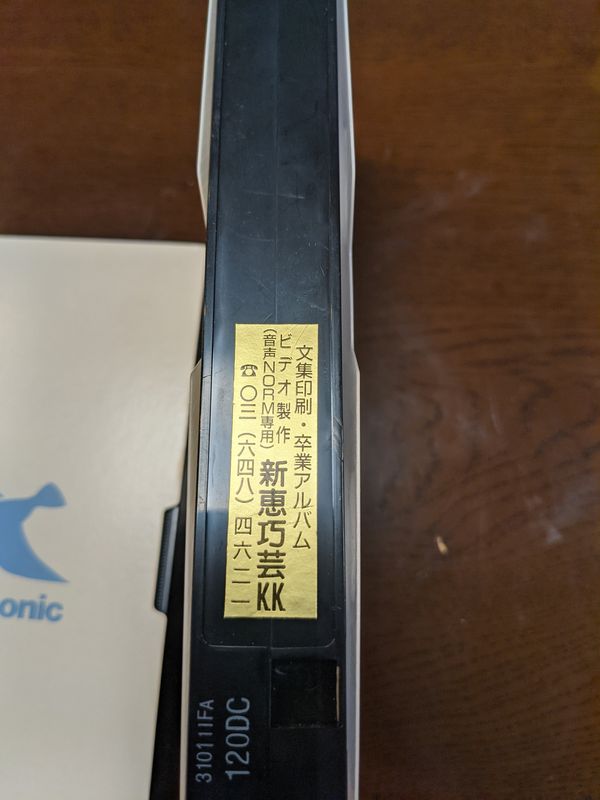 文集印刷・卒業アルバム
ビデオ製作
(音声NORM専用)
新恵巧芸KK
☎〇三(六四八)四六二一
onic
31011IFA
120DC